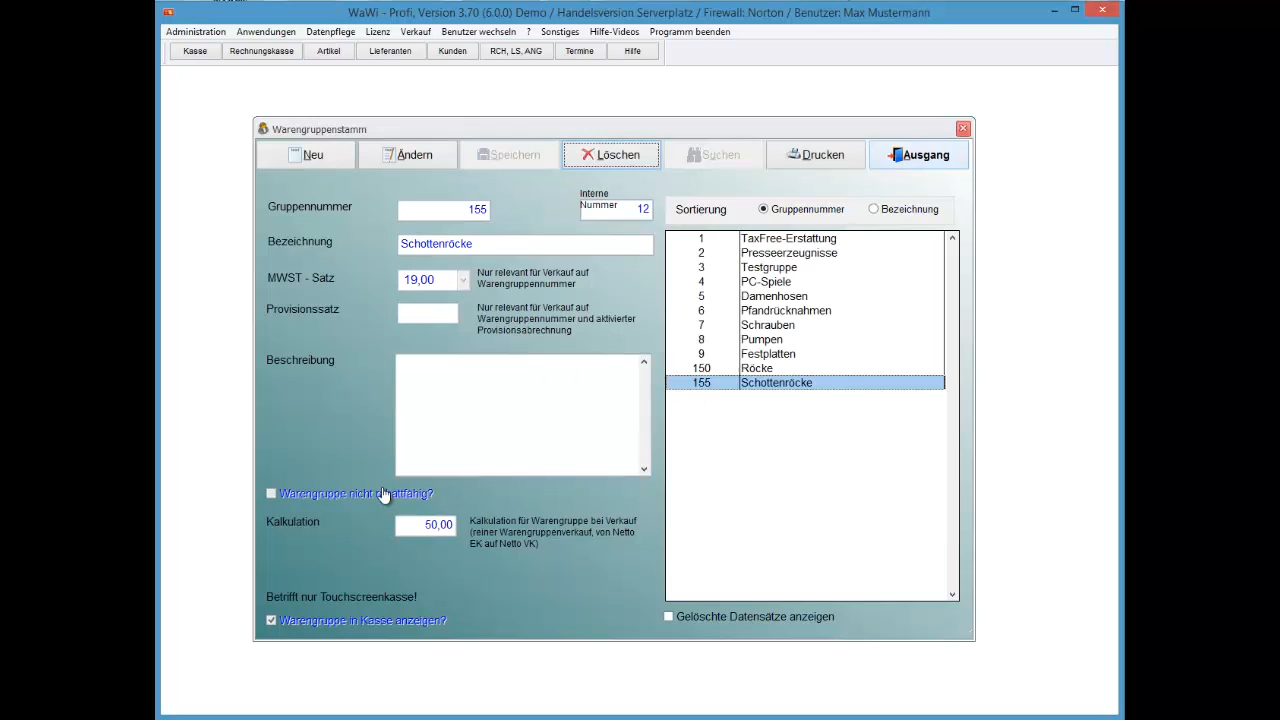 WaWi - Profi, Version 3.70 (6.0.0) Demo / Handelsversion Serverplatz / Firewall: Norton / Benutzer: Max Mustermann
Administration Anwendungen Datenpflege Lizenz Verkauf Benutzer wechseln ? Sonstiges Hilfe-Videos Programm beenden
Kasse Rechnungskasse Artikel Lieferanten Kunden RCH, LS, ANG Termine Hilfe
Warengruppenstamm
Neu Ändern Speichern Löschen Suchen Drucken Ausgang
Gruppennummer 155
Interne
Nummer 12
Sortierung Gruppennummer Bezeichnung
Bezeichnung Schottenröcke
MWST - Satz 19,00
Nur relevant für Verkauf auf
Warengruppennummer
Provisionssatz
Nur relevant für Verkauf auf
Warengruppennummer und aktivierter
Provisionsabrechnung
Beschreibung
Warengruppe nicht
Kalkulation 50,00
Kalkulation für Warengruppe bei Verkauf
(reiner Warengruppenverkauf, von Netto
EK auf Netto VK)
Betrifft nur Touchscreenkasse!
Warengruppe in Kasse anzeigen?
1 TaxFree-Erstattung
2 Presseerzeugnisse
3 Testgruppe
4 PC-Spiele
5 Damenhosen
6 Pfandrücknahmen
7 Schrauben
8 Pumpen
9 Festplatten
150 Röcke
155 Schottenröcke
Gelöschte Datensätze anzeigen